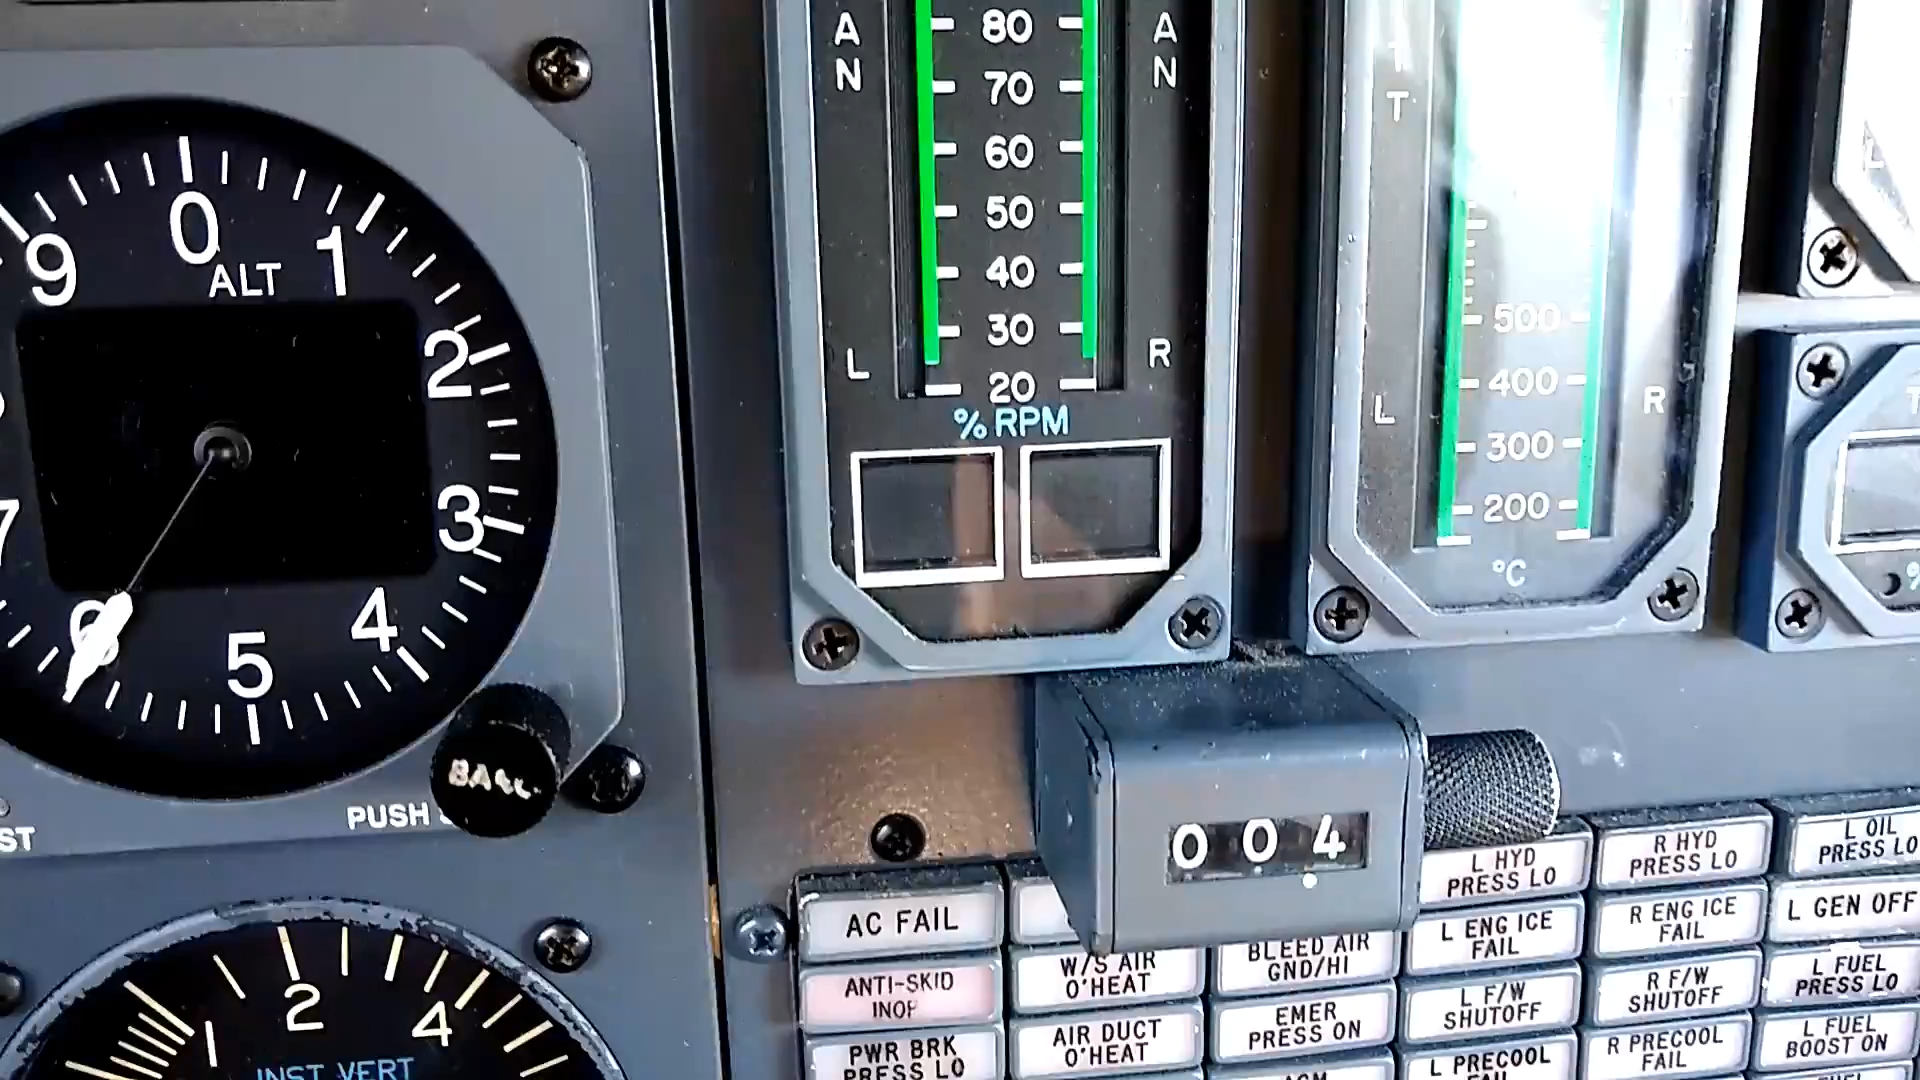 0
1
2
3
4
5
6
9
ALT
PUSH
ST
BARO
2
4
1
INST VERT
A
N
A
N
80
70
60
50
40
30
20
L
R
% RPM
T
T
500
400
300
200
L
R
°C
0 0 4
AC FAIL
ANTI-SKID
INOP
PWR BRK
PRESS LO
W/S AIR
O'HEAT
AIR DUCT
O'HEAT
BLEED AIR
GND/HI
EMER
PRESS ON
L HYD
PRESS LO
L ENG ICE
FAIL
L F/W
SHUTOFF
L PRECOOL
FAIL
R HYD
PRESS LO
R ENG ICE
FAIL
R F/W
SHUTOFF
R PRECOOL
FAIL
L OIL
PRESS LO
L GEN OFF
L FUEL
PRESS LO
L FUEL
BOOST ON